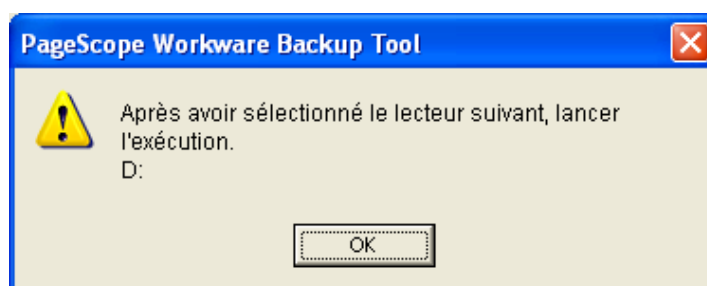 PageScope Workware Backup Tool
Après avoir sélectionné le lecteur suivant, lancer
l'exécution.
D:
OK